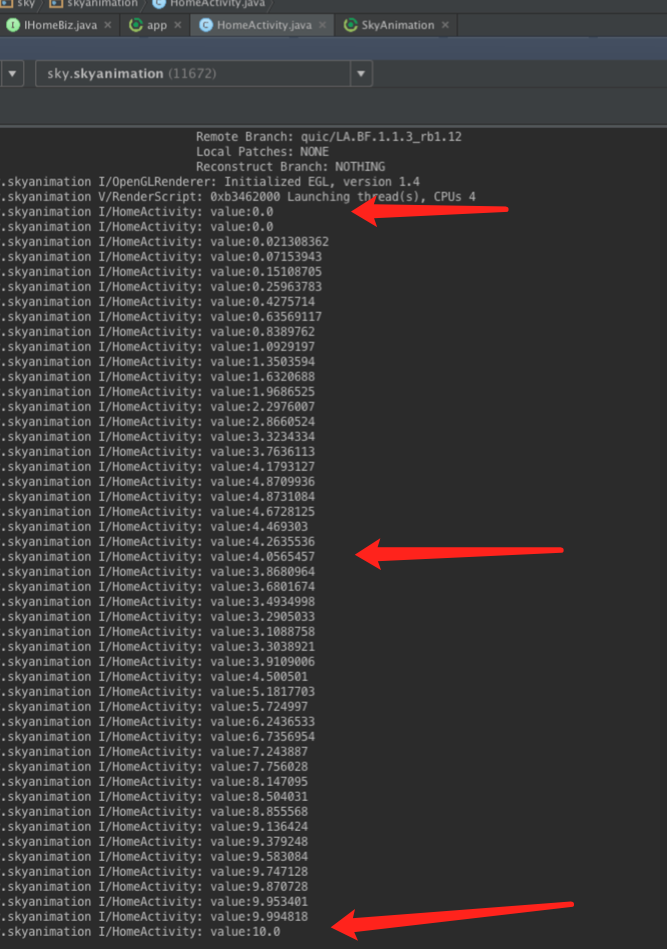 sky skyanimation HomeActivity.java
IHomeBiz.java app HomeActivity.java SkyAnimation
sky.skyanimation (11672)
Remote Branch: quic/LA.BF.1.1.3_rb1.12
Local Patches: NONE
Reconstruct Branch: NOTHING
.skyanimation I/OpenGLRenderer: Initialized EGL, version 1.4
.skyanimation V/RenderScript: 0xb3462000 Launching thread(s), CPUs 4
.skyanimation I/HomeActivity: value:0.0
.skyanimation I/HomeActivity: value:0.0
.skyanimation I/HomeActivity: value:0.021308362
.skyanimation I/HomeActivity: value:0.07153943
.skyanimation I/HomeActivity: value:0.15108705
.skyanimation I/HomeActivity: value:0.25963783
.skyanimation I/HomeActivity: value:0.4275714
.skyanimation I/HomeActivity: value:0.63569117
.skyanimation I/HomeActivity: value:0.8389762
.skyanimation I/HomeActivity: value:1.0929197
.skyanimation I/HomeActivity: value:1.3503594
.skyanimation I/HomeActivity: value:1.6320688
.skyanimation I/HomeActivity: value:1.9686525
.skyanimation I/HomeActivity: value:2.2976007
.skyanimation I/HomeActivity: value:2.8660524
.skyanimation I/HomeActivity: value:3.3234334
.skyanimation I/HomeActivity: value:3.7636113
.skyanimation I/HomeActivity: value:4.1793127
.skyanimation I/HomeActivity: value:4.8709936
.skyanimation I/HomeActivity: value:4.8731084
.skyanimation I/HomeActivity: value:4.6728125
.skyanimation I/HomeActivity: value:4.469303
.skyanimation I/HomeActivity: value:4.2635536
.skyanimation I/HomeActivity: value:4.0565457
.skyanimation I/HomeActivity: value:3.8680964
.skyanimation I/HomeActivity: value:3.6801674
.skyanimation I/HomeActivity: value:3.4934998
.skyanimation I/HomeActivity: value:3.2905033
.skyanimation I/HomeActivity: value:3.1088758
.skyanimation I/HomeActivity: value:3.3038921
.skyanimation I/HomeActivity: value:3.9109006
.skyanimation I/HomeActivity: value:4.500501
.skyanimation I/HomeActivity: value:5.1817703
.skyanimation I/HomeActivity: value:5.724997
.skyanimation I/HomeActivity: value:6.2436533
.skyanimation I/HomeActivity: value:6.7356954
.skyanimation I/HomeActivity: value:7.243887
.skyanimation I/HomeActivity: value:7.756028
.skyanimation I/HomeActivity: value:8.147095
.skyanimation I/HomeActivity: value:8.504031
.skyanimation I/HomeActivity: value:8.855568
.skyanimation I/HomeActivity: value:9.136424
.skyanimation I/HomeActivity: value:9.379248
.skyanimation I/HomeActivity: value:9.583084
.skyanimation I/HomeActivity: value:9.747128
.skyanimation I/HomeActivity: value:9.870728
.skyanimation I/HomeActivity: value:9.953401
.skyanimation I/HomeActivity: value:9.994818
.skyanimation I/HomeActivity: value:10.0